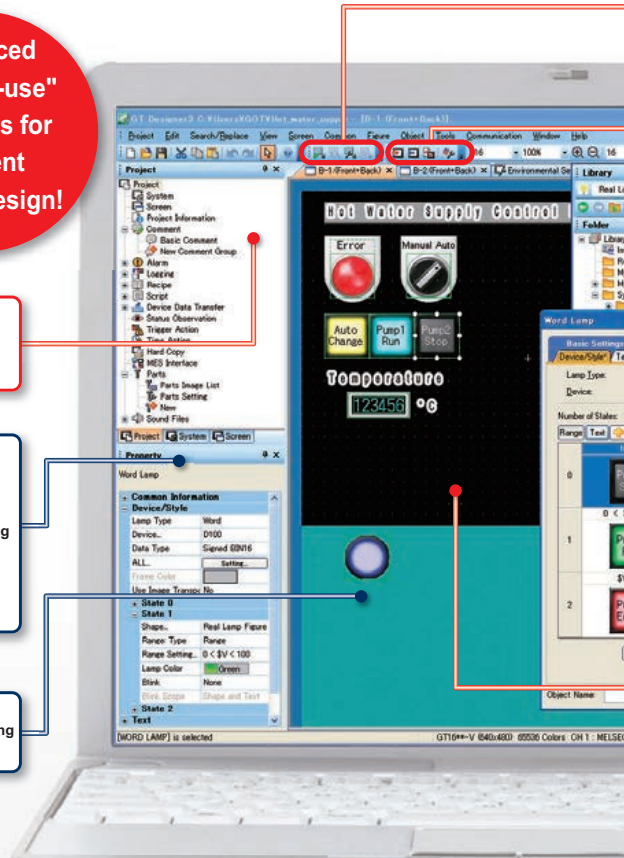 ced
-use"
s for
ent
esign!
ng
ng
GT Designer3 C:¥Users¥GOT¥Hot_water_supply - [B-1:(Front+Back)]
Project Edit Search/Replace View Screen Common Figure Object Tools Communication Window Help
16 100% 16
Project
B-1:(Front+Back) B-2:(Front+Back) Environmental Se
Project
System
Screen
Project Information
Comment
Basic Comment
New Comment Group
Alarm
Logging
Recipe
Script
Device Data Transfer
Status Observation
Trigger Action
Time Action
Hard Copy
MES Interface
Parts
Parts Image List
Parts Setting
New
Sound Files
Project System Screen
Property
Word Lamp
Common Information
Device/Style
Lamp Type Word
Device... D100
Data Type Signed BIN16
ALL... Setting...
Frame Color
Use Image Transpa No
State 0
State 1
Shape... Real Lamp Figure
Range Type Range
Range Setting... 0 < $V < 100
Lamp Color Green
Blink None
Blink Scope Shape and Text
State 2
Text
[WORD LAMP] is selected
GT16**-V (640x480) 65536 Colors CH 1 : MELSEC
Hot Water Supply Control
Error
Manual Auto
Auto Change
Pump1 Run
Pump2 Stop
Temperature
123456 °C
Library
Real La
Folder
Library
Word Lamp
Basic Settings
Device/Style* Te
Lamp Type:
Device:
Number of States:
Range Text
0
0 <
1
$V
2
Object Name: